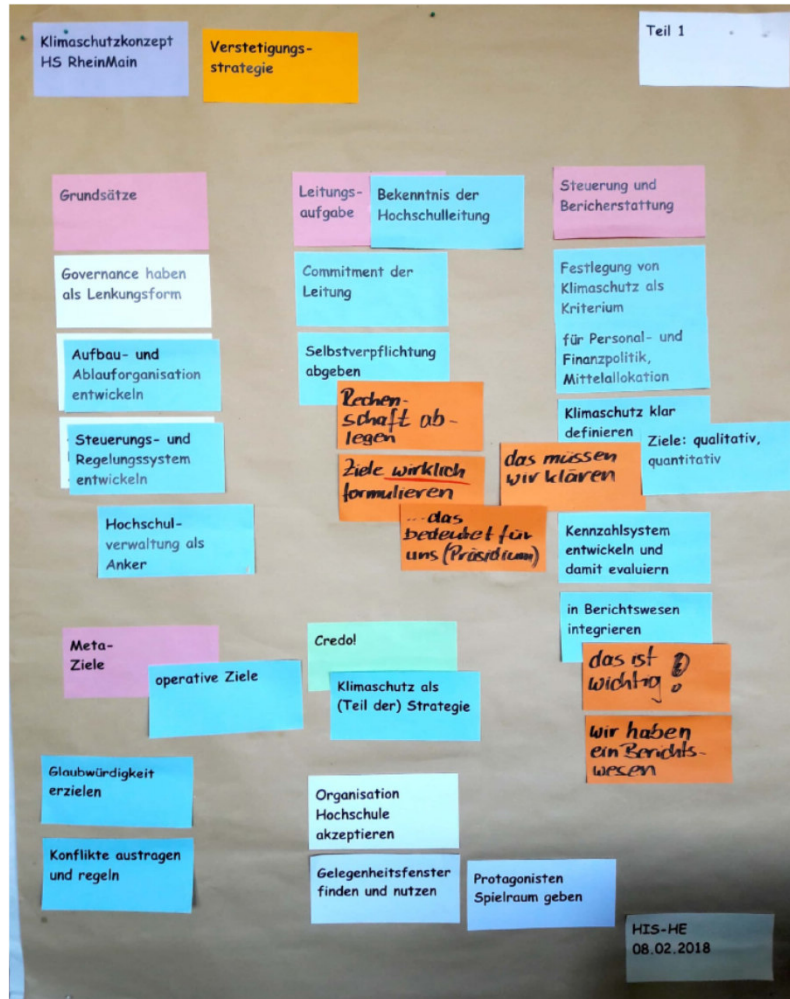 Klimaschutzkonzept
HS RheinMain
Verstetigungs-
strategie
Teil 1
Grundsätze
Governance haben
als Lenkungsform
Aufbau- und
Ablauforganisation
entwickeln
Steuerungs- und
Regelungssystem
entwickeln
Hochschul-
verwaltung als
Anker
Leitungs-
aufgabe
Bekenntnis der
Hochschulleitung
Commitment der
Leitung
Selbstverpflichtung
abgeben
Rechen-
schaft ab-
legen
Ziele wirklich
formulieren
...das
bedeutet für
uns (Präsidium)
Steuerung und
Bericherstattung
Festlegung von
Klimaschutz als
Kriterium
für Personal- und
Finanzpolitik,
Mittelallokation
Klimaschutz klar
definieren
Ziele: qualitativ,
quantitativ
das müssen
wir klären
Kennzahlsystem
entwickeln und
damit evaluiern
in Berichtswesen
integrieren
das ist
wichtig!
wir haben
ein Berichts-
wesen
Meta-
Ziele
operative Ziele
Glaubwürdigkeit
erzielen
Konflikte austragen
und regeln
Credo!
Klimaschutz als
(Teil der) Strategie
Organisation
Hochschule
akzeptieren
Gelegenheitsfenster
finden und nutzen
Protagonisten
Spielraum geben
HIS-HE
08.02.2018